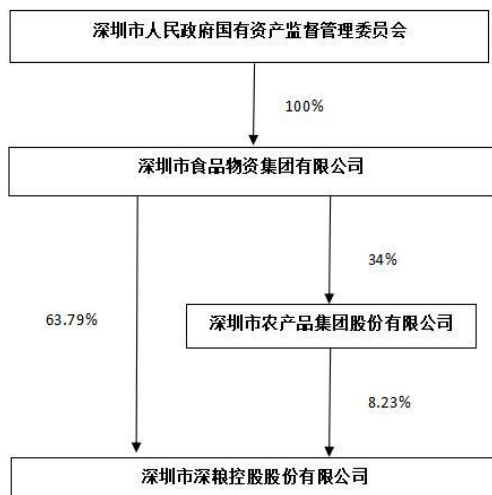 深圳市人民政府国有资产监督管理委员会
100%
深圳市食品物资集团有限公司
34%
63.79%
深圳市农产品集团股份有限公司
8.23%
深圳市深粮控股股份有限公司